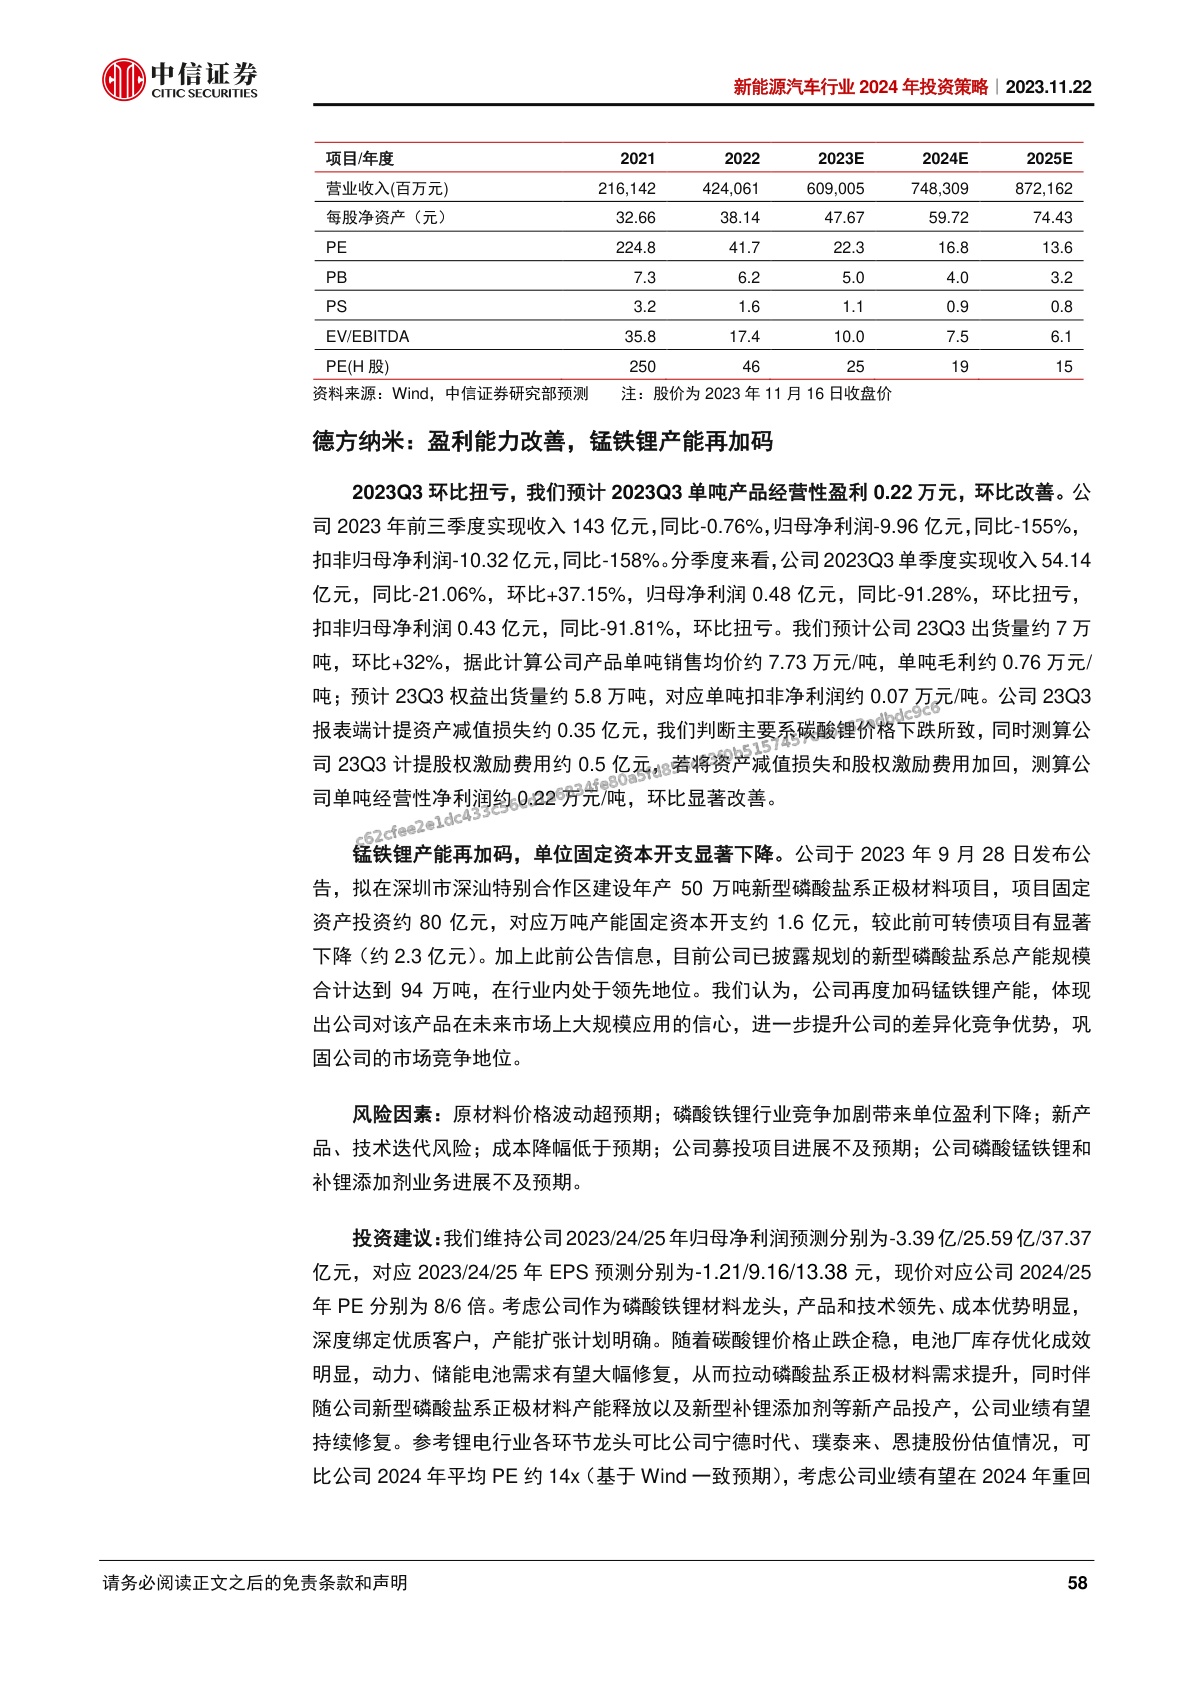 中信证券
CITIC SECURITIES
新能源汽车行业 2024 年投资策略｜2023.11.22
项目/年度 2021 2022 2023E 2024E 2025E
营业收入(百万元) 216,142 424,061 609,005 748,309 872,162
每股净资产（元） 32.66 38.14 47.67 59.72 74.43
PE 224.8 41.7 22.3 16.8 13.6
PB 7.3 6.2 5.0 4.0 3.2
PS 3.2 1.6 1.1 0.9 0.8
EV/EBITDA 35.8 17.4 10.0 7.5 6.1
PE(H 股) 250 46 25 19 15
资料来源：Wind，中信证券研究部预测 注：股价为 2023 年 11 月 16 日收盘价
德方纳米：盈利能力改善，锰铁锂产能再加码
2023Q3 环比扭亏，我们预计 2023Q3 单吨产品经营性盈利 0.22 万元，环比改善。公
司 2023 年前三季度实现收入 143 亿元，同比-0.76%，归母净利润-9.96 亿元，同比-155%，
扣非归母净利润-10.32 亿元，同比-158%。分季度来看，公司 2023Q3 单季度实现收入 54.14
亿元，同比-21.06%，环比+37.15%，归母净利润 0.48 亿元，同比-91.28%，环比扭亏，
扣非归母净利润 0.43 亿元，同比-91.81%，环比扭亏。我们预计公司 23Q3 出货量约 7 万
吨，环比+32%，据此计算公司产品单吨销售均价约 7.73 万元/吨，单吨毛利约 0.76 万元/
吨；预计 23Q3 权益出货量约 5.8 万吨，对应单吨扣非净利润约 0.07 万元/吨。公司 23Q3
报表端计提资产减值损失约 0.35 亿元，我们判断主要系碳酸锂价格下跌所致，同时测算公
司 23Q3 计提股权激励费用约 0.5 亿元，若将资产减值损失和股权激励费用加回，测算公
司单吨经营性净利润约 0.22 万元/吨，环比显著改善。
锰铁锂产能再加码，单位固定资本开支显著下降。公司于 2023 年 9 月 28 日发布公
告，拟在深圳市深汕特别合作区建设年产 50 万吨新型磷酸盐系正极材料项目，项目固定
资产投资约 80 亿元，对应万吨产能固定资本开支约 1.6 亿元，较此前可转债项目有显著
下降（约 2.3 亿元）。加上此前公告信息，目前公司已披露规划的新型磷酸盐系总产能规模
合计达到 94 万吨，在行业内处于领先地位。我们认为，公司再度加码锰铁锂产能，体现
出公司对该产品在未来市场上大规模应用的信心，进一步提升公司的差异化竞争优势，巩
固公司的市场竞争地位。
风险因素：原材料价格波动超预期；磷酸铁锂行业竞争加剧带来单位盈利下降；新产
品、技术迭代风险；成本降幅低于预期；公司募投项目进展不及预期；公司磷酸锰铁锂和
补锂添加剂业务进展不及预期。
投资建议：我们维持公司 2023/24/25 年归母净利润预测分别为-3.39 亿/25.59 亿/37.37
亿元，对应 2023/24/25 年 EPS 预测分别为-1.21/9.16/13.38 元，现价对应公司 2024/25
年 PE 分别为 8/6 倍。考虑公司作为磷酸铁锂材料龙头，产品和技术领先、成本优势明显，
深度绑定优质客户，产能扩张计划明确。随着碳酸锂价格止跌企稳，电池厂库存优化成效
明显，动力、储能电池需求有望大幅修复，从而拉动磷酸盐系正极材料需求提升，同时伴
随公司新型磷酸盐系正极材料产能释放以及新型补锂添加剂等新产品投产，公司业绩有望
持续修复。参考锂电行业各环节龙头可比公司宁德时代、璞泰来、恩捷股份估值情况，可
比公司 2024 年平均 PE 约 14x（基于 Wind 一致预期），考虑公司业绩有望在 2024 年重回
请务必阅读正文之后的免责条款和声明 58